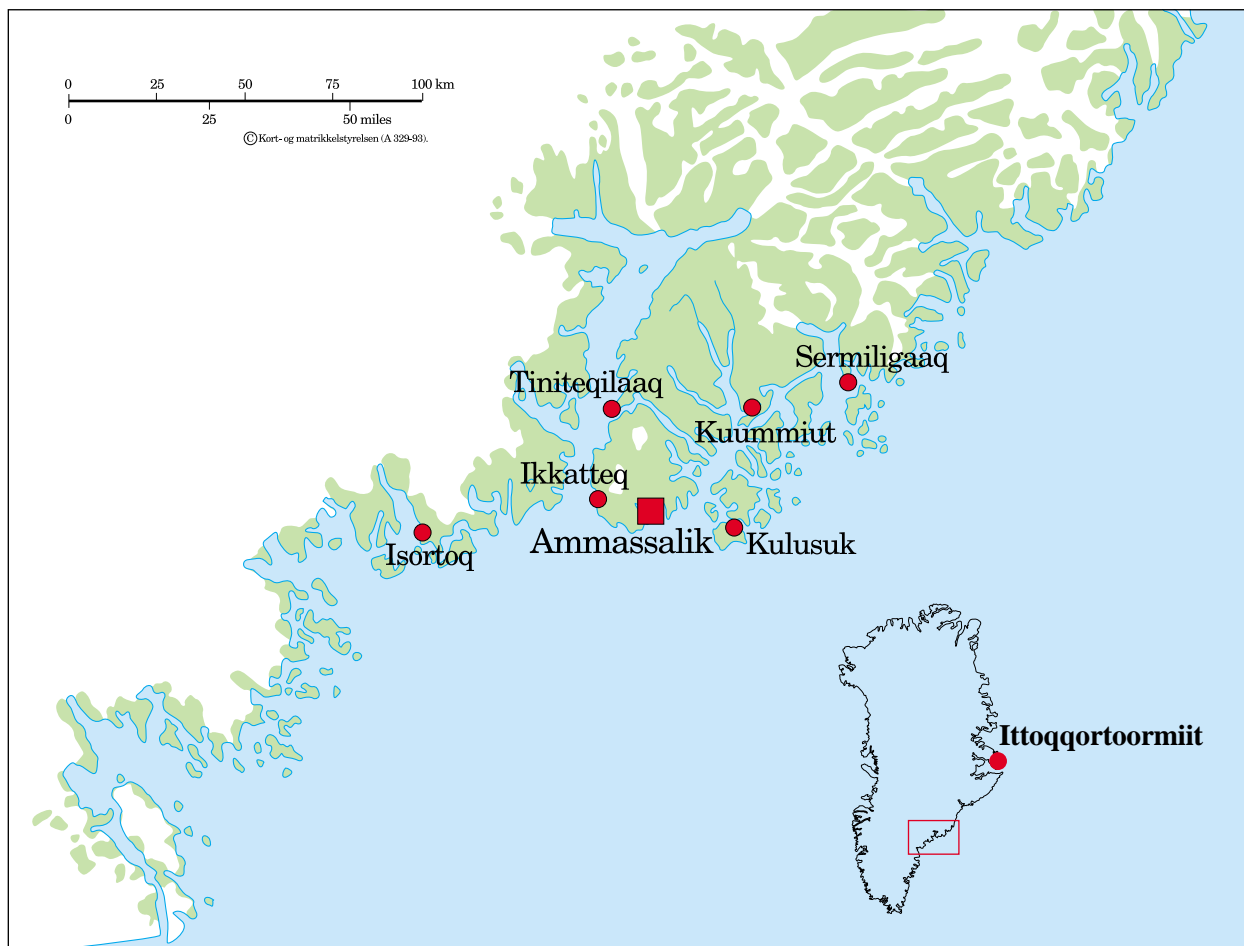 0 25 50 75 100 km
0 25 50 miles
© Kort- og matrikkelstyrelsen (A 329-93).
Sermiligaaq
Tiniteqilaaq
Kuummiut
Ikkatteq
Ammassalik
Kulusuk
Isortoq
Ittoqqortoormiit